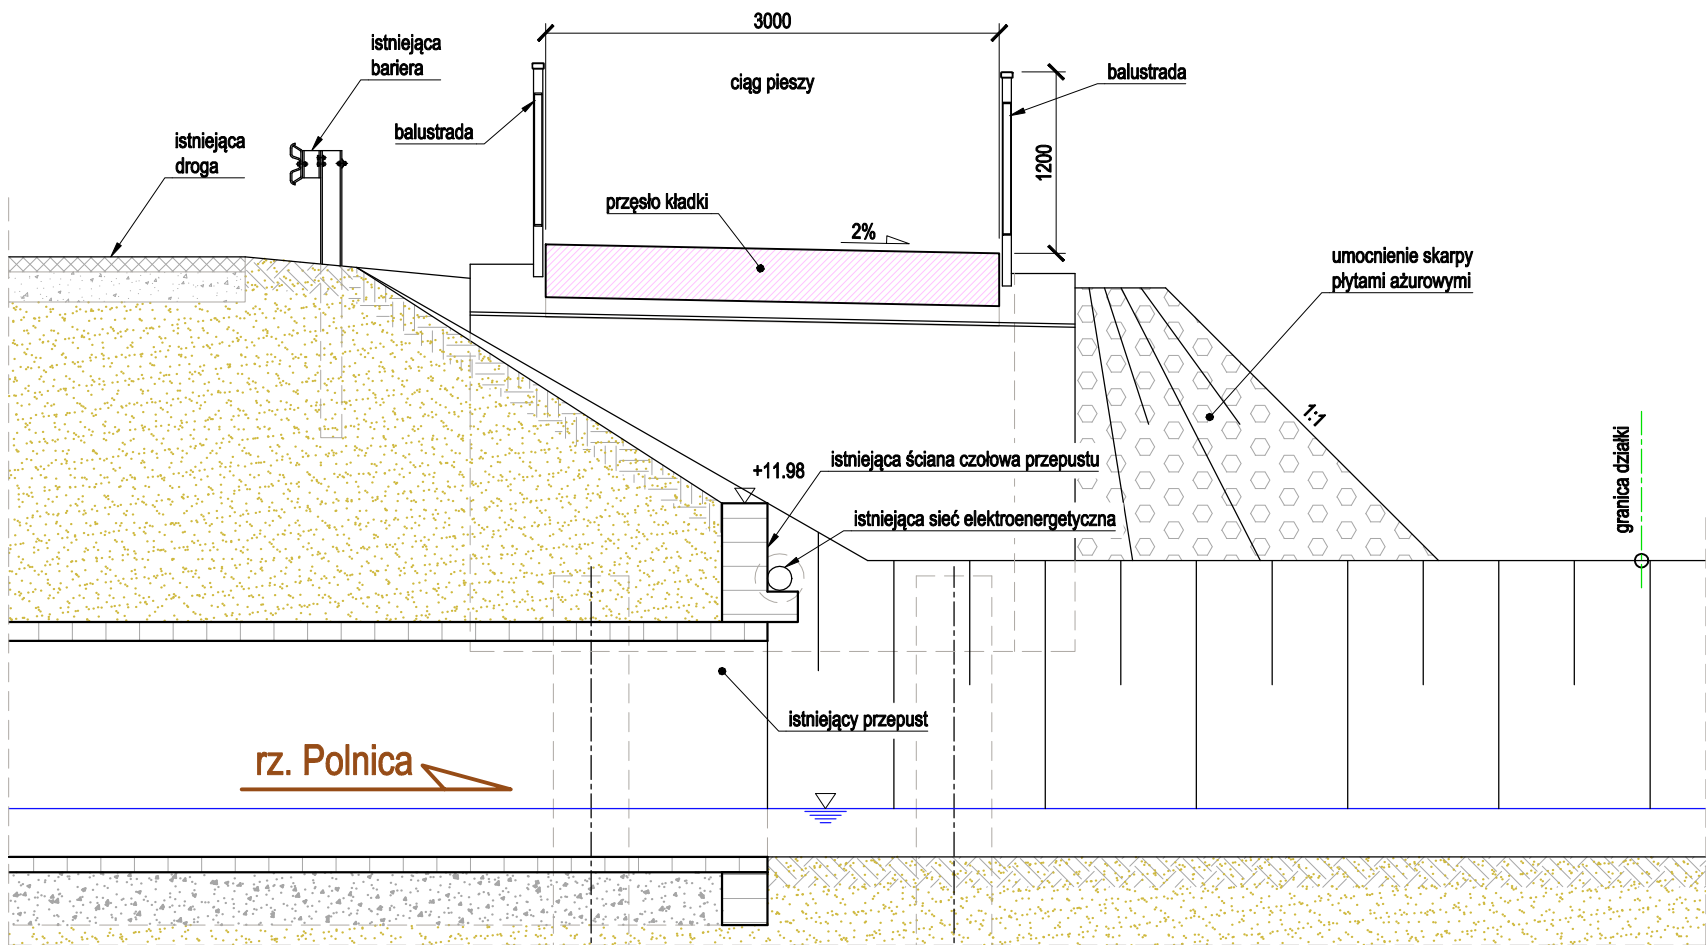 3000
istniejąca
bariera
ciąg pieszy
balustrada
balustrada
istniejąca
droga
1200
przęsło kładki
2%
umocnienie skarpy
płytami ażurowymi
1:1
granica działki
+11.98
istniejąca ściana czołowa przepustu
istniejąca sieć elektroenergetyczna
istniejący przepust
rz. Polnica